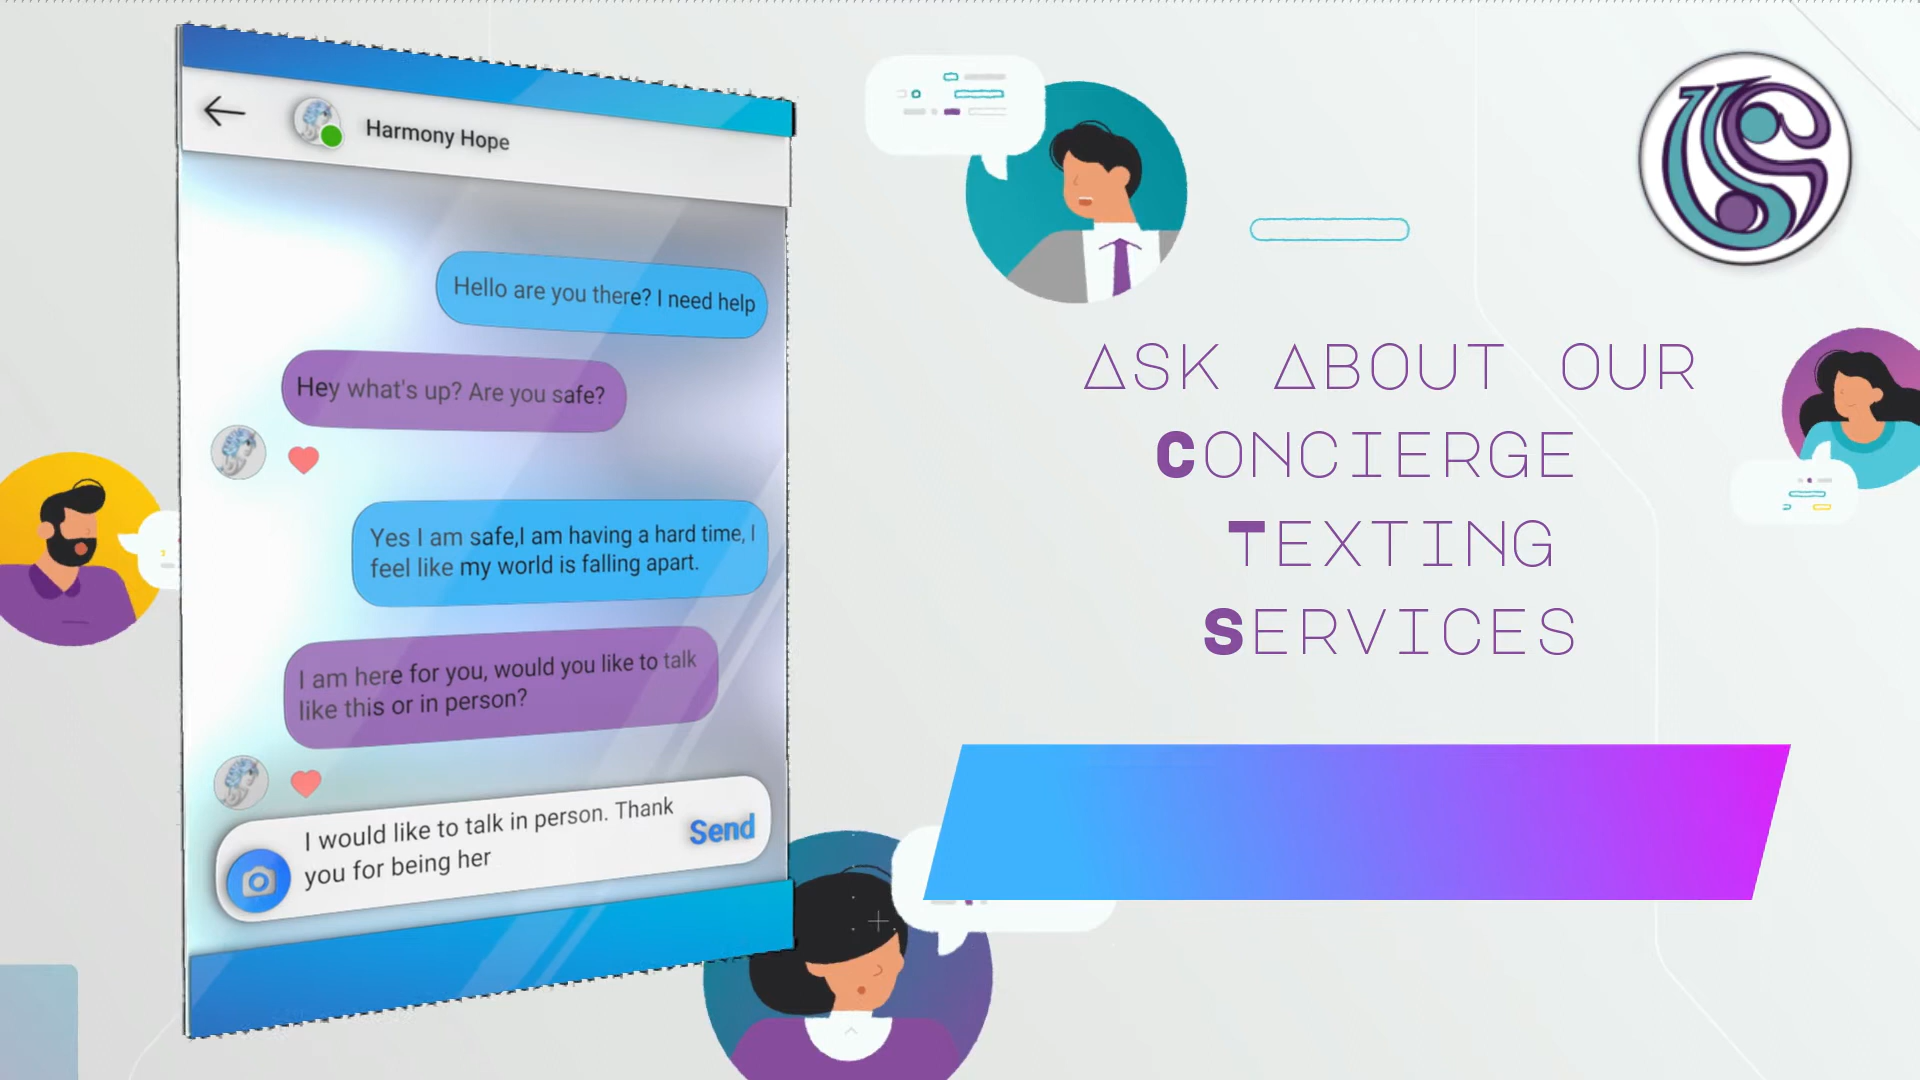 Harmony Hope
Hello are you there? I need help
Hey what's up? Are you safe?
Yes I am safe,I am having a hard time, I
feel like my world is falling apart.
I am here for you, would you like to talk
like this or in person?
I would like to talk in person. Thank
you for being her
Send
ASK ABOUT OUR
CONCIERGE
TEXTING
SERVICES